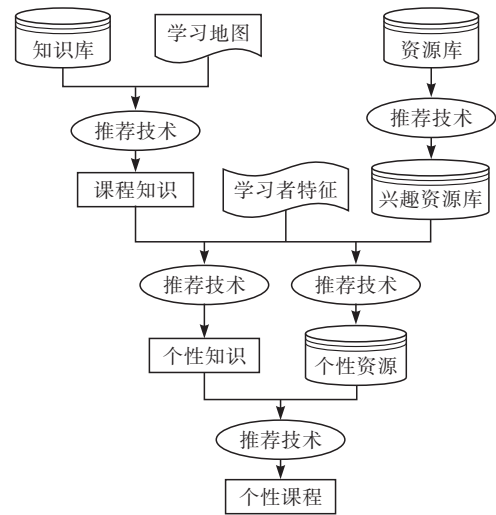 知识库
学习地图
资源库
推荐技术
推荐技术
课程知识
学习者特征
兴趣资源库
推荐技术
推荐技术
个性知识
个性资源
推荐技术
个性课程